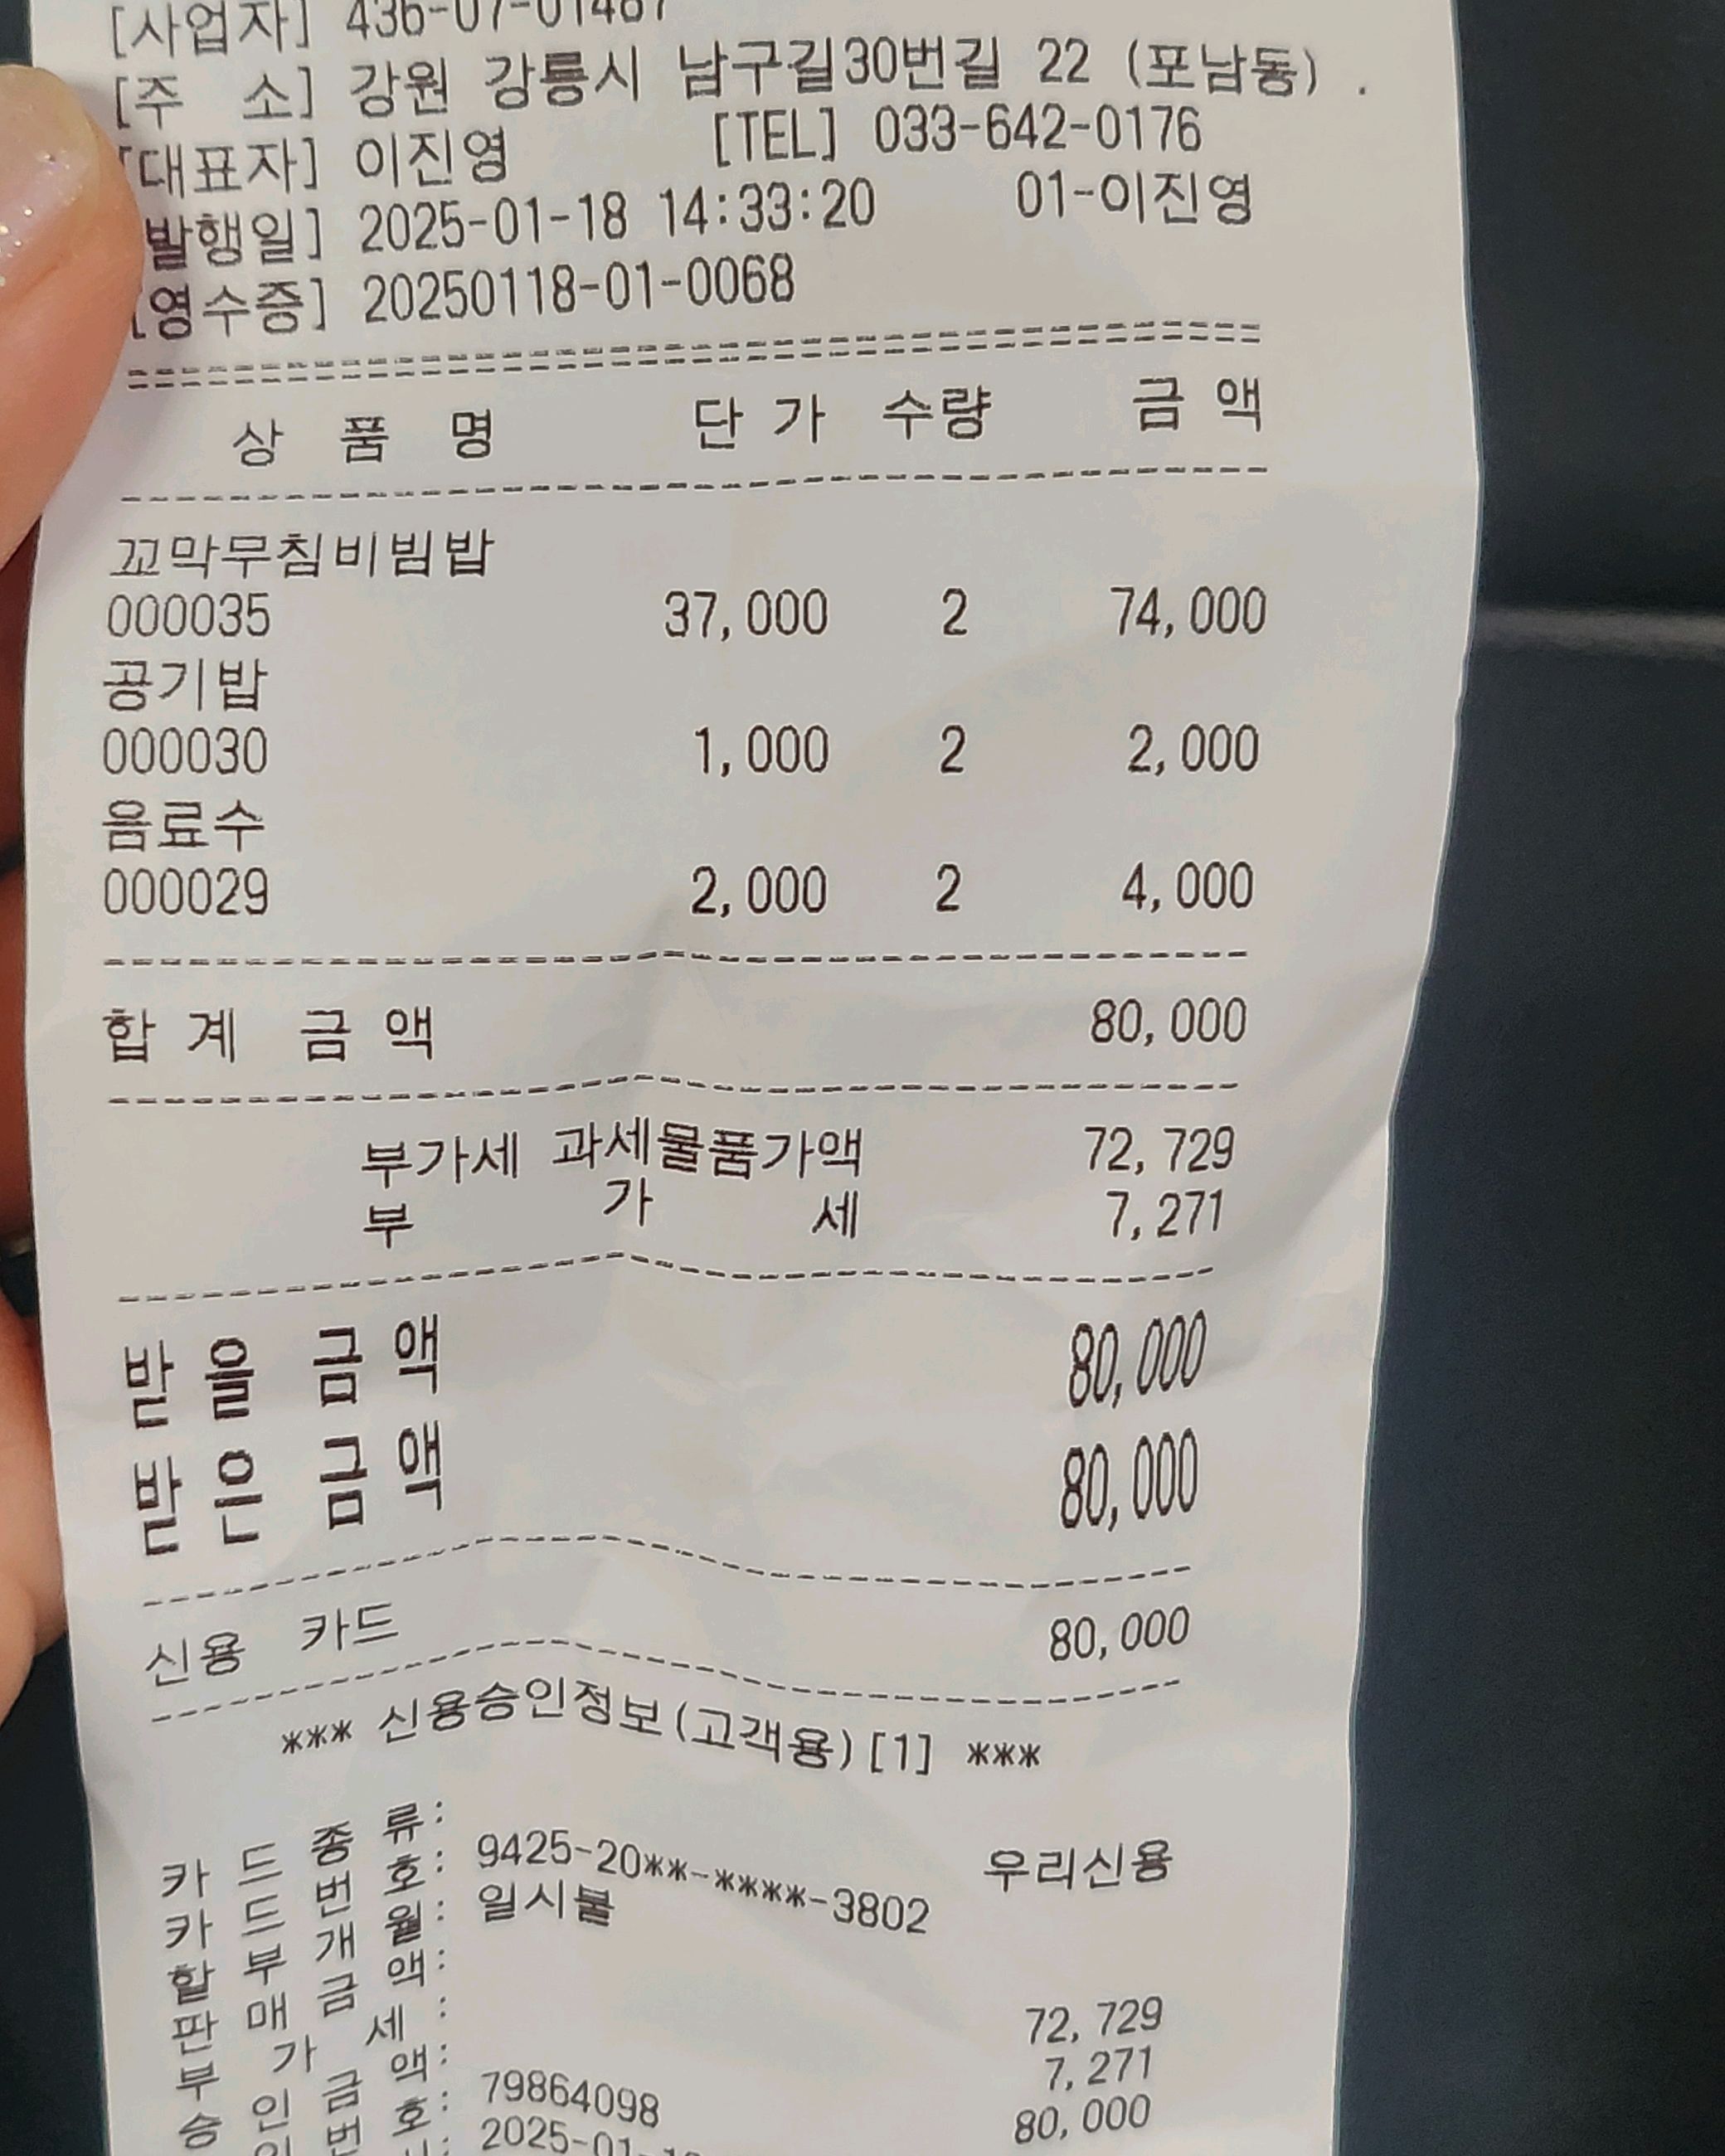 [사업자] 436-07-01487
[주 소] 강원 강릉시 남구길30번길 22 (포남동) .
[대표자] 이진영 [TEL] 033-642-0176
[발행일] 2025-01-18 14:33:20 01-이진영
[영수증] 20250118-01-0068
상 품 명 단 가 수량 금 액
꼬막무침비빔밥
000035 37,000 2 74,000
공기밥
000030 1,000 2 2,000
음료수
000029 2,000 2 4,000
합 계 금 액 80,000
부가세 과세물품가액 72,729
부 가 세 7,271
받 을 금 액 80,000
받 은 금 액 80,000
신용 카드 80,000
*** 신용승인정보(고객용)[1] ***
카 드 종 류: 우리신용
카 드 번 호: 9425-20**-****-3802
할 부 개 월: 일시불
판 매 금 액: 72,729
부 가 세 : 7,271
승 인 금 액: 80,000
번 호: 79864098
2025-01-18